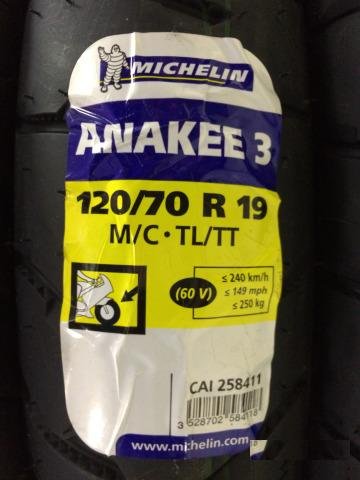 MICHELIN
ANAKEE 3
120/70 R 19
M/C • TL/TT
(60 V)
≤ 240 km/h
≤ 149 mph
≤ 250 kg
CAI 258411
3 528702 584118
www.michelin.com